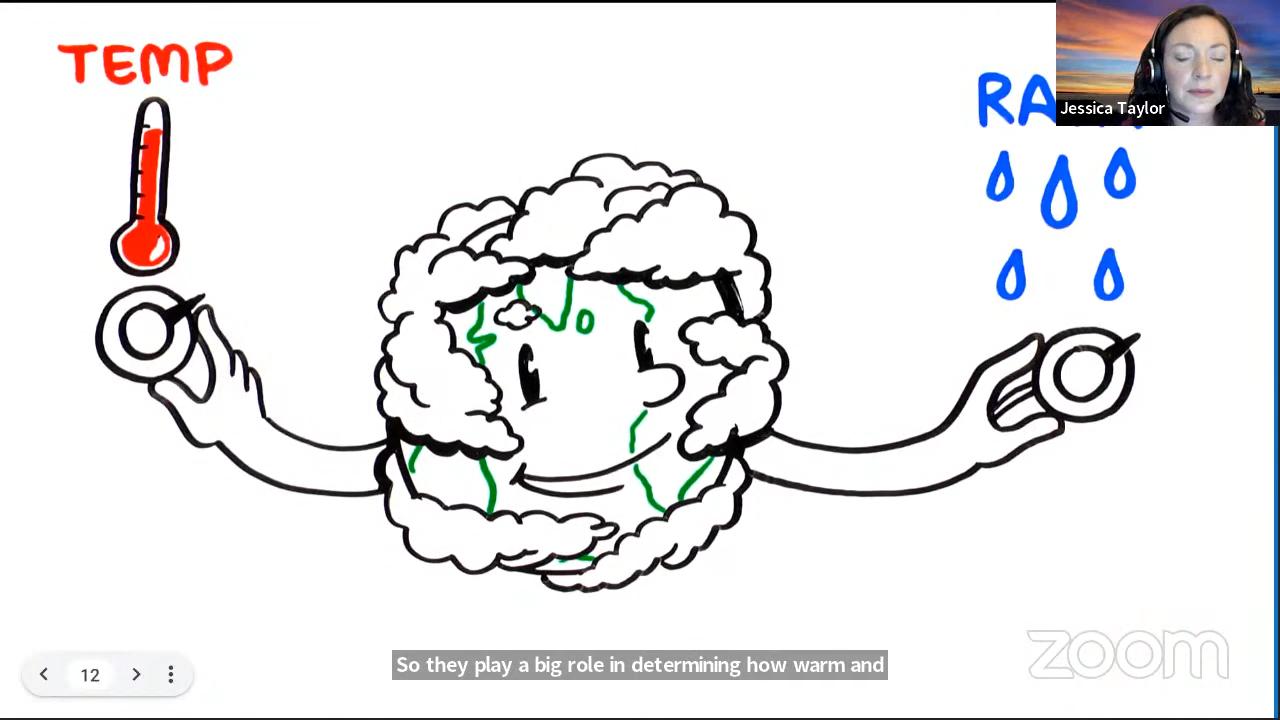 TEMP
Jessica Taylor
12
So they play a big role in determining how warm and
zoom